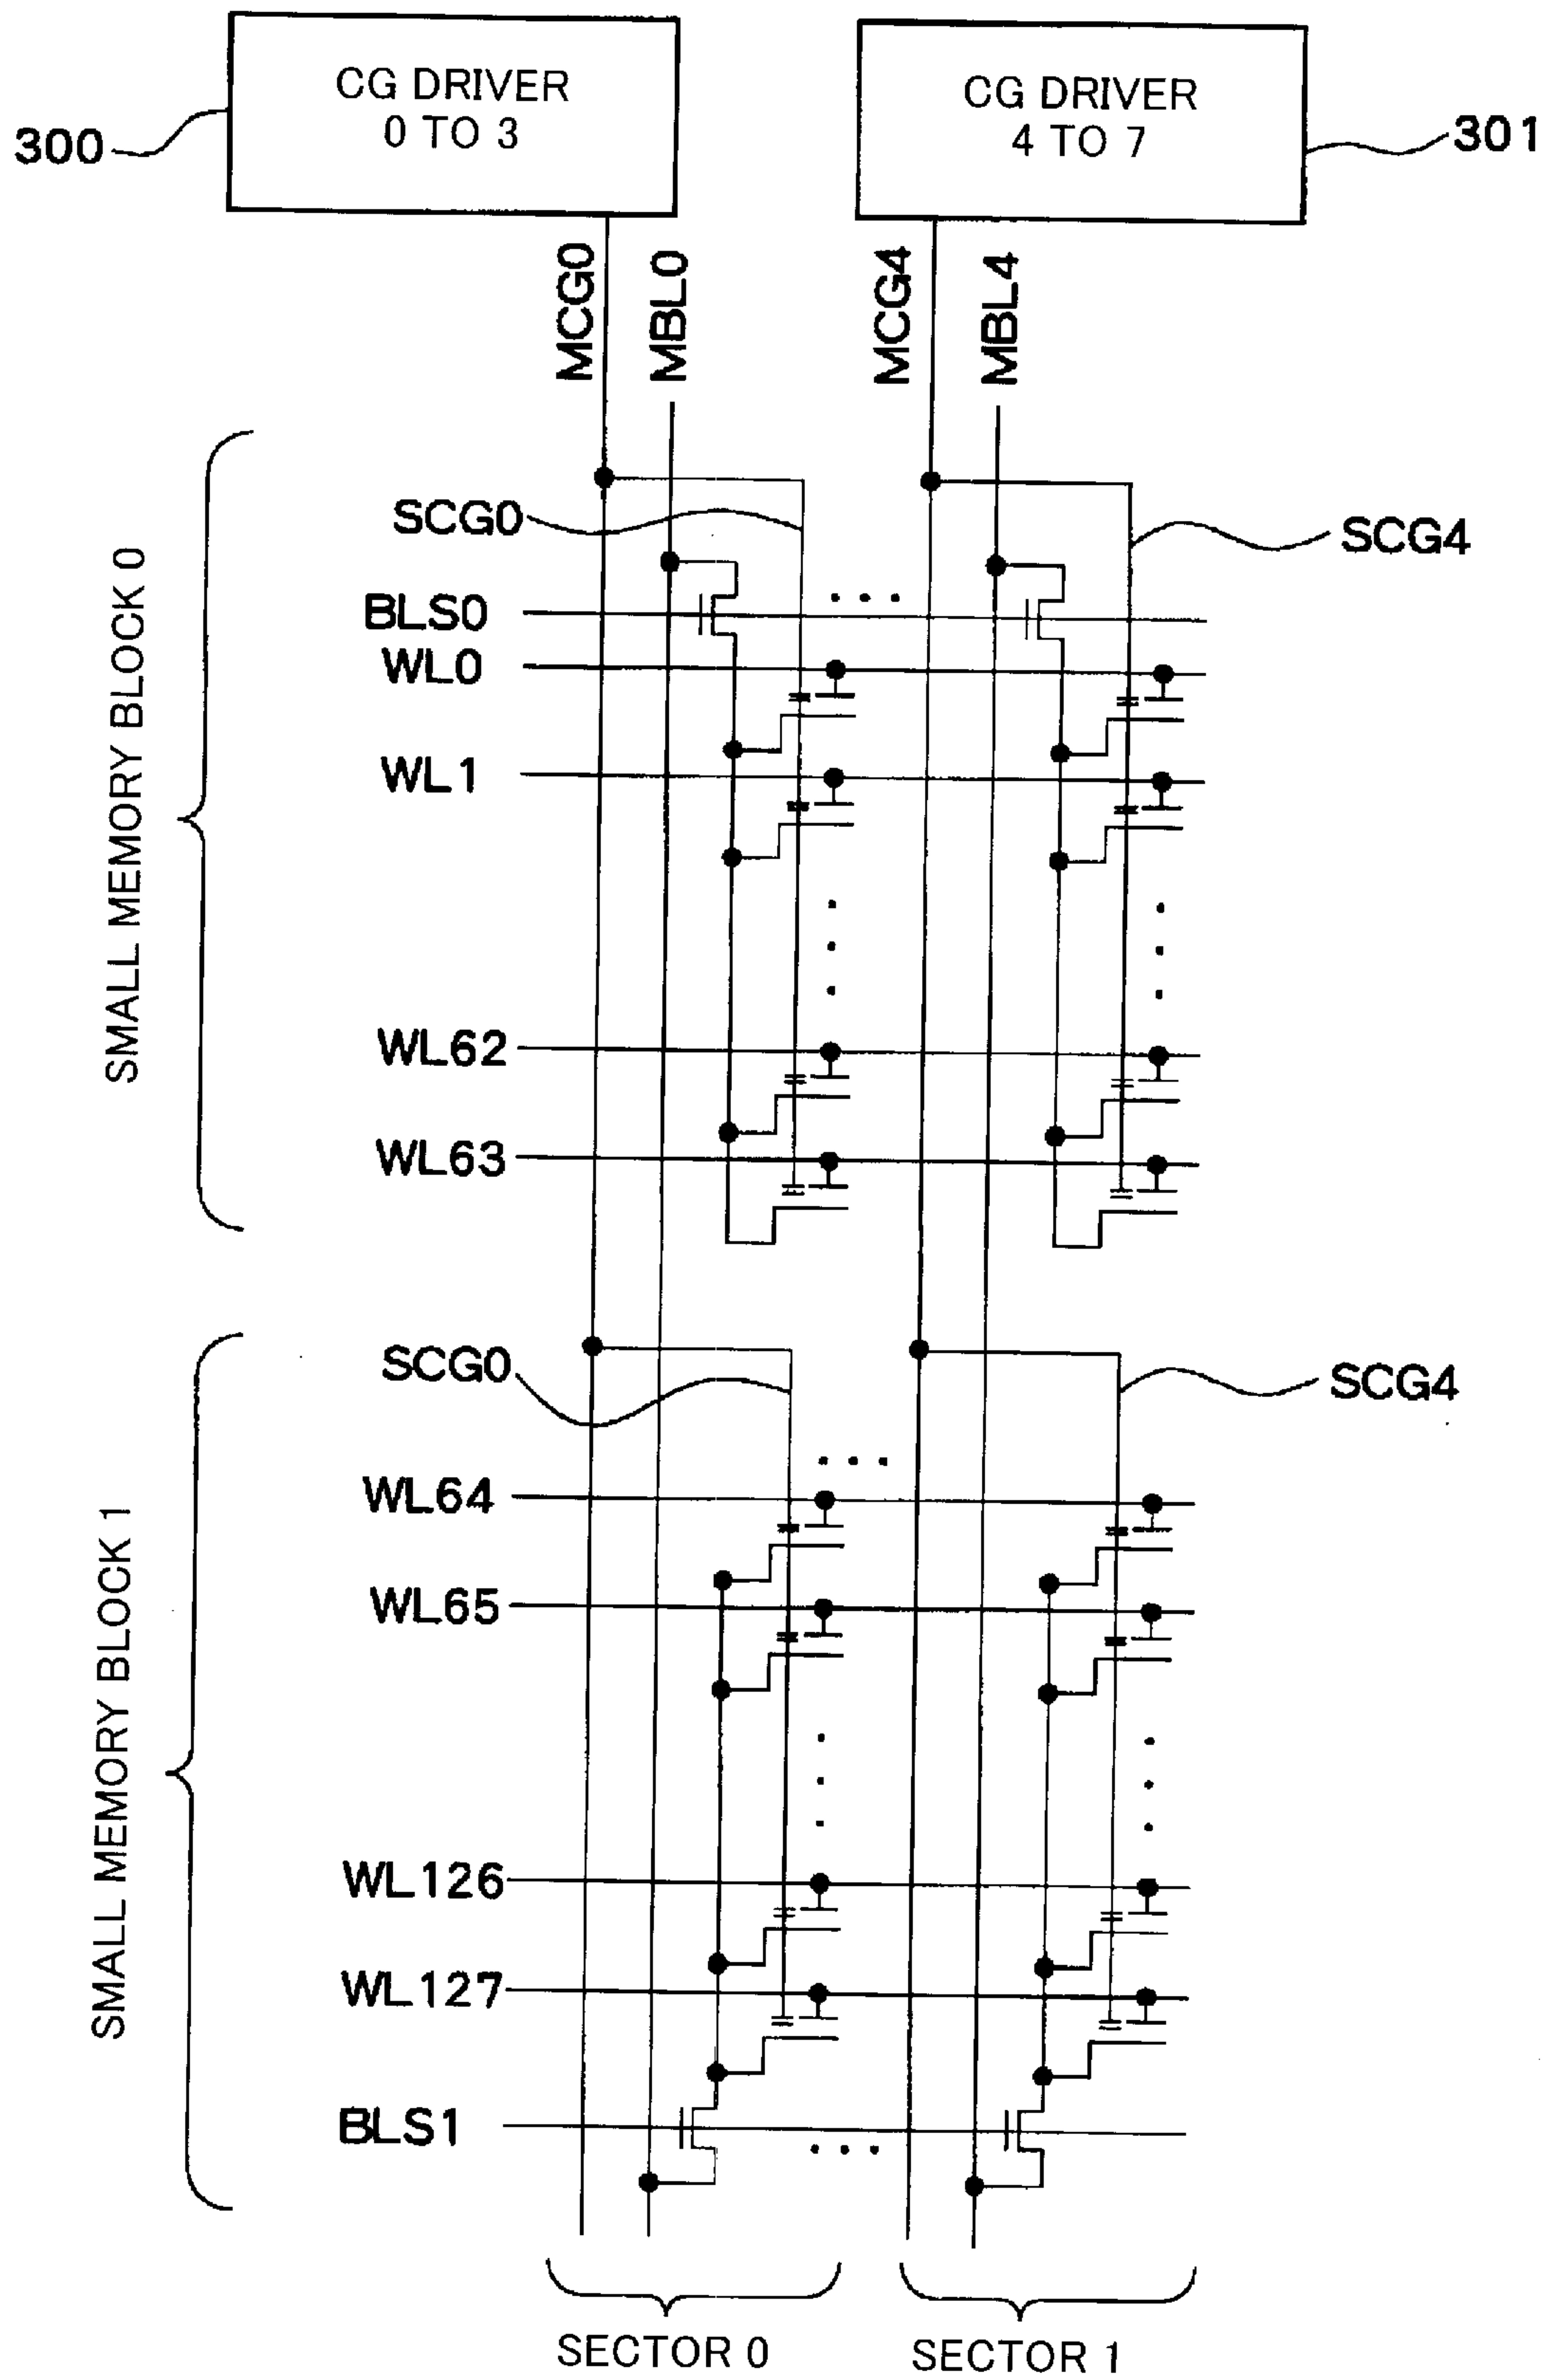 CG DRIVER
0 TO 3
CG DRIVER
4 TO 7
300
301
MCG0
MBL0
MCG4
MBL4
SMALL MEMORY BLOCK 0
SCG0
SCG4
BLS0
WL0
WL1
WL62
WL63
SMALL MEMORY BLOCK 1
SCG0
SCG4
WL64
WL65
WL126
WL127
BLS1
SECTOR 0
SECTOR 1